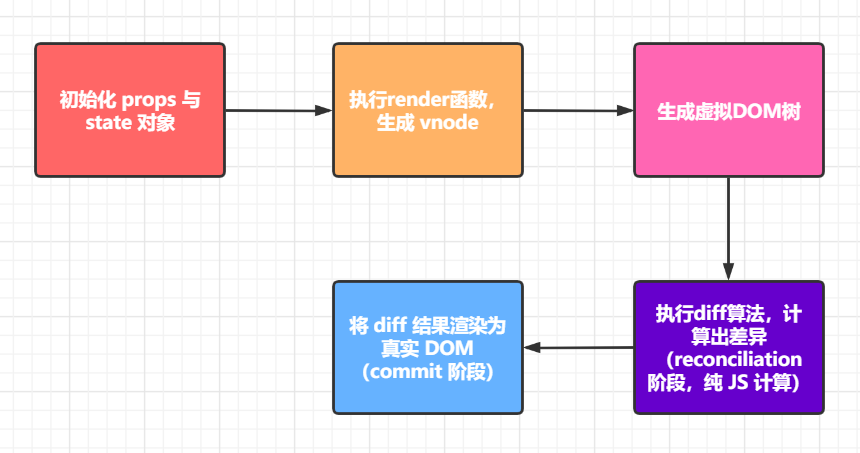 初始化 props 与
state 对象
执行render函数，
生成 vnode
生成虚拟DOM树
执行diff算法，计
算出差异
（reconciliation
阶段，纯 JS 计算）
将 diff 结果渲染为
真实 DOM
（commit 阶段）